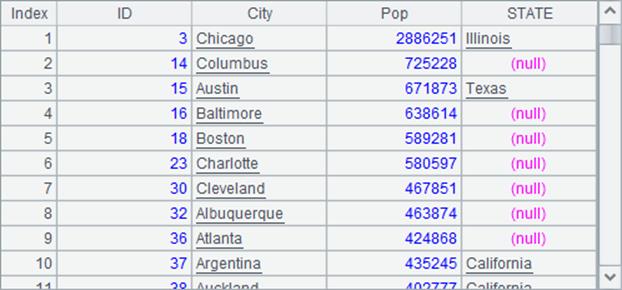 Index ID City Pop STATE
1 3 Chicago 2886251 Illinois
2 14 Columbus 725228 (null)
3 15 Austin 671873 Texas
4 16 Baltimore 638614 (null)
5 18 Boston 589281 (null)
6 23 Charlotte 580597 (null)
7 30 Cleveland 467851 (null)
8 32 Albuquerque 463874 (null)
9 36 Atlanta 424868 (null)
10 37 Argentina 435245 California
11 38 Auckland 402777 California